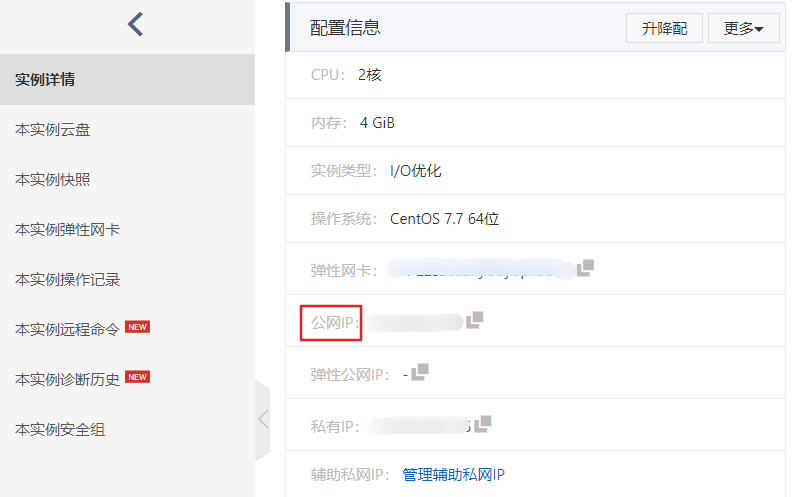 实例详情
本实例云盘
本实例快照
本实例弹性网卡
本实例操作记录
本实例远程命令 NEW
本实例诊断历史 NEW
本实例安全组
配置信息 升降配 更多
CPU: 2核
内存: 4 GiB
实例类型: I/O优化
操作系统: CentOS 7.7 64位
弹性网卡:
公网IP:
弹性公网IP: -
私有IP:
辅助私网IP: 管理辅助私网IP